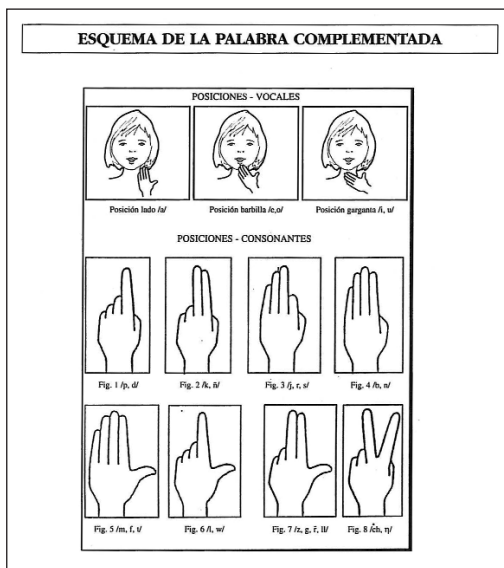 ESQUEMA DE LA PALABRA COMPLEMENTADA
POSICIONES - VOCALES
Posición lado /a/ Posición barbilla /e,o/ Posición garganta /i, u/
POSICIONES - CONSONANTES
Fig. 1 /p, d/ Fig. 2 /k, ñ/ Fig. 3 /j, r, s/ Fig. 4 /b, n/
Fig. 5 /m, f, t/ Fig. 6 /l, w/ Fig. 7 /z, g, r̄, ll/ Fig. 8 /ch, η/